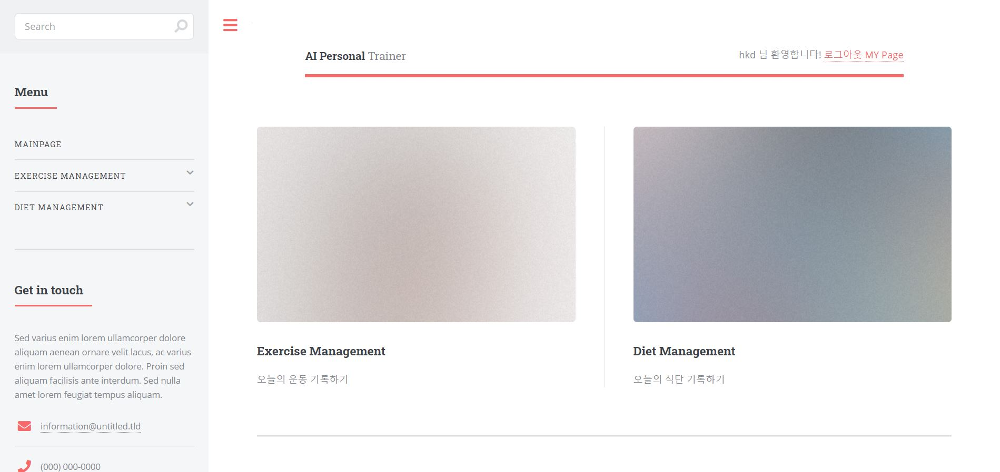 Search
Menu
MAINPAGE
EXERCISE MANAGEMENT
DIET MANAGEMENT
Get in touch
Sed varius enim lorem ullamcorper dolore
aliquam aenean ornare velit lacus, ac varius
enim lorem ullamcorper dolore. Proin sed
aliquam facilisis ante interdum. Sed nulla
amet lorem feugiat tempus aliquam.
information@untitled.tld
(000) 000-0000
AI Personal Trainer
hkd 님 환영합니다! 로그아웃 MY Page
Exercise Management
오늘의 운동 기록하기
Diet Management
오늘의 식단 기록하기